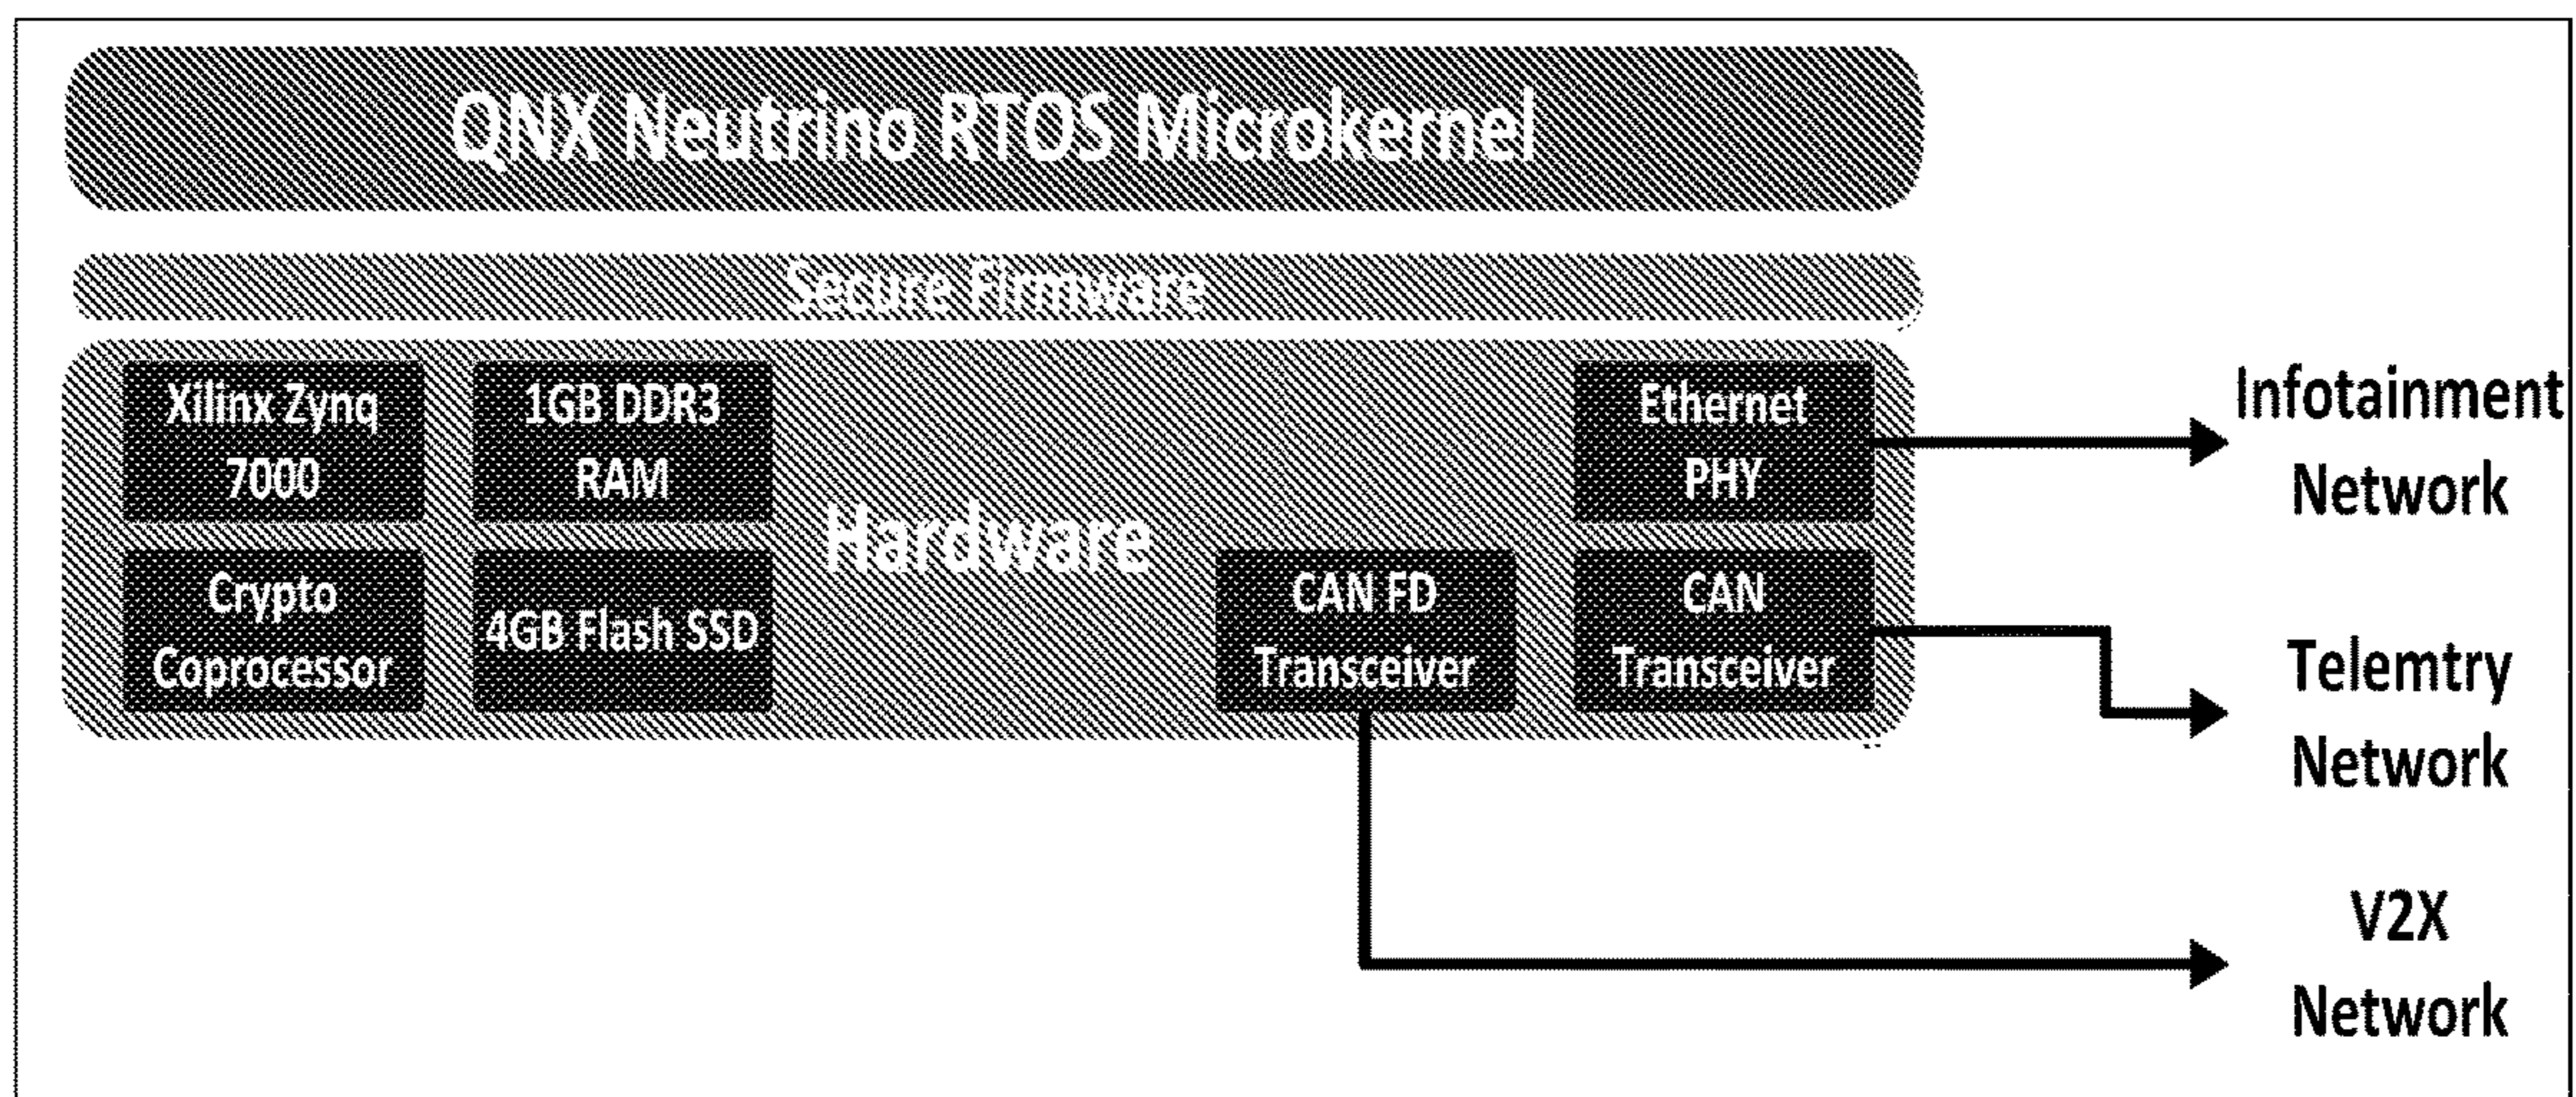 QNX Neutrino RTOS Microkernel
Secure Firmware
Xilinx Zynq
7000
1GB DDR3
RAM
Ethernet
PHY
Infotainment
Network
Hardware
Crypto
Coprocessor
4GB Flash SSD
CAN FD
Transceiver
CAN
Transceiver
Telemtry
Network
V2X
Network